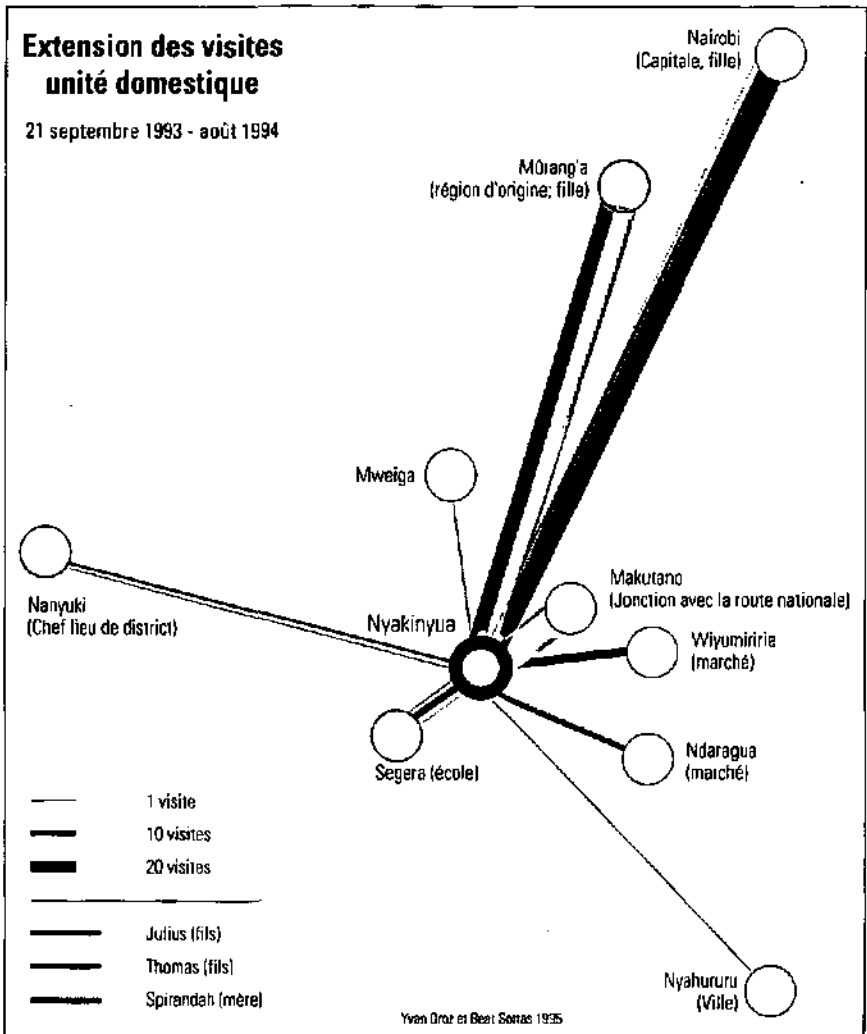 Extension des visites
unité domestique
21 septembre 1993 - août 1994
Nairobi
(Capitale, fille)
Mũrang'a
(région d'origine; fille)
Mweiga
Nanyuki
(Chef lieu de district)
Nyakinyua
Makutano
(Jonction avec la route nationale)
Wiyumiririe
(marché)
Ndaragua
(marché)
Segera (école)
1 visite
10 visites
20 visites
Julius (fils)
Thomas (fils)
Spirandah (mère)
Nyahururu
(Ville)
Yvan Droz et Beat Sottas 1995